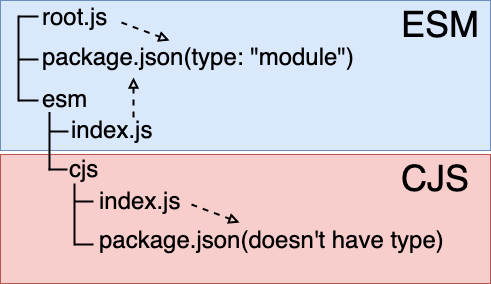 root.js
ESM
package.json(type: "module")
esm
index.js
cjs
CJS
index.js
package.json(doesn't have type)